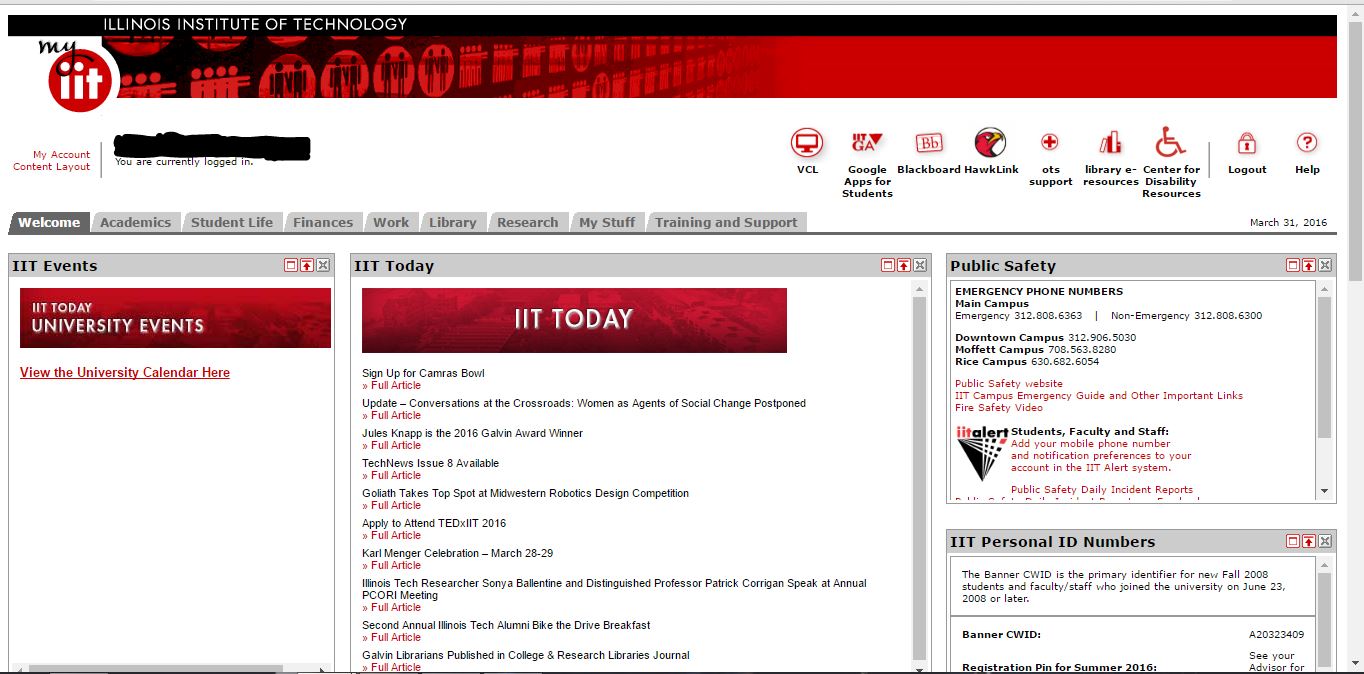 ILLINOIS INSTITUTE OF TECHNOLOGY
my
iit
My Account
Content Layout
You are currently logged in.
VCL
Google
Apps for
Students
Bb
Blackboard
HawkLink
ots
support
library e-
resources
Center for
Disability
Resources
Logout
?
Help
IIT
GA
Welcome
Academics
Student Life
Finances
Work
Library
Research
My Stuff
Training and Support
March 31, 2016
IIT Events
IIT TODAY
UNIVERSITY EVENTS
View the University Calendar Here
IIT Today
IIT TODAY
Sign Up for Camras Bowl
» Full Article
Update – Conversations at the Crossroads: Women as Agents of Social Change Postponed
» Full Article
Jules Knapp is the 2016 Galvin Award Winner
» Full Article
TechNews Issue 8 Available
» Full Article
Goliath Takes Top Spot at Midwestern Robotics Design Competition
» Full Article
Apply to Attend TEDxIIT 2016
» Full Article
Karl Menger Celebration – March 28-29
» Full Article
Illinois Tech Researcher Sonya Ballentine and Distinguished Professor Patrick Corrigan Speak at Annual
PCORI Meeting
» Full Article
Second Annual Illinois Tech Alumni Bike the Drive Breakfast
» Full Article
Galvin Librarians Published in College & Research Libraries Journal
» Full Article
Public Safety
EMERGENCY PHONE NUMBERS
Main Campus
Emergency 312.808.6363 | Non-Emergency 312.808.6300
Downtown Campus 312.906.5030
Moffett Campus 708.563.8280
Rice Campus 630.682.6054
Public Safety website
IIT Campus Emergency Guide and Other Important Links
Fire Safety Video
iitalert
Students, Faculty and Staff:
Add your mobile phone number
and notification preferences to your
account in the IIT Alert system.
Public Safety Daily Incident Reports
IIT Personal ID Numbers
The Banner CWID is the primary identifier for new Fall 2008
students and faculty/staff who joined the university on June 23,
2008 or later.
Banner CWID: A20323409
Registration Pin for Summer 2016: See your
Advisor for